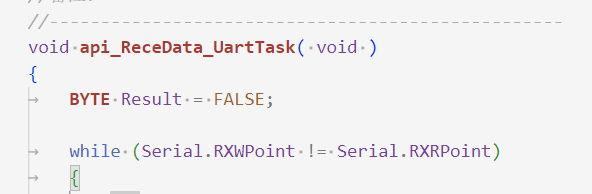 //--------------------------------------------------
void api_ReceData_UartTask( void )
{
BYTE Result = FALSE;
while (Serial.RXWPoint != Serial.RXRPoint)
{